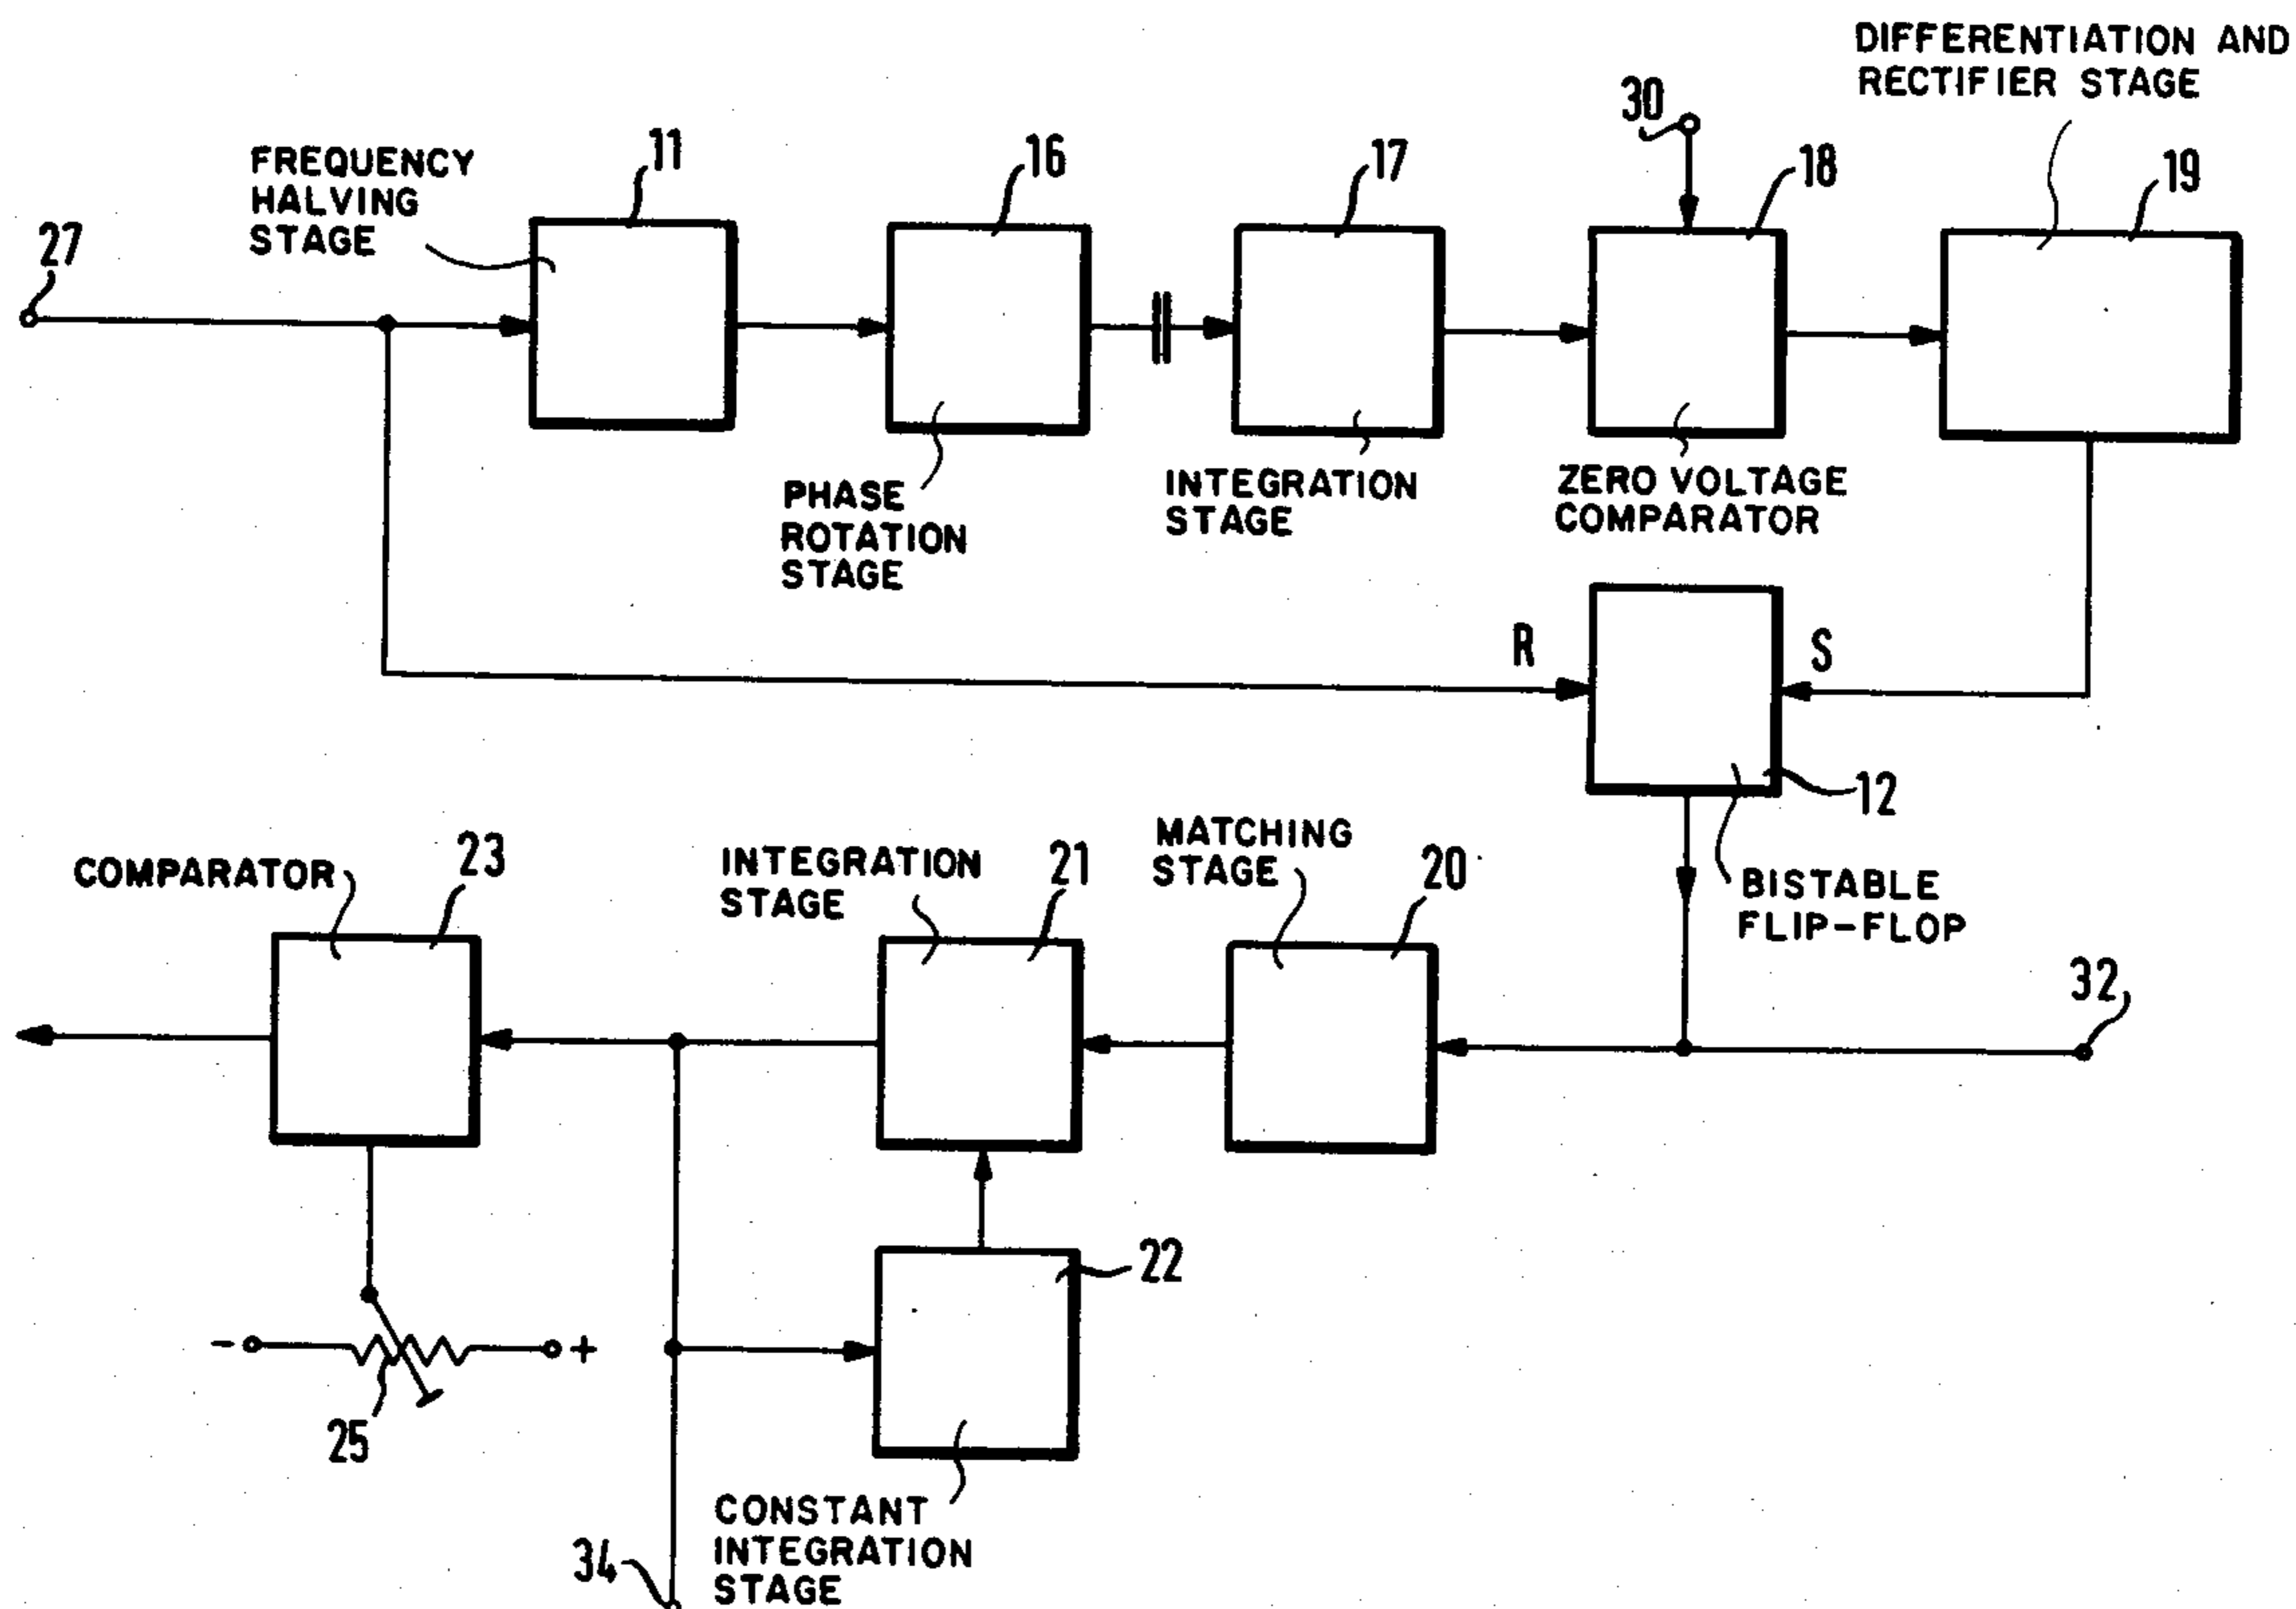 DIFFERENTIATION AND
RECTIFIER STAGE
30
FREQUENCY
HALVING
STAGE
11
16
17
18
19
27
PHASE
ROTATION
STAGE
INTEGRATION
STAGE
ZERO VOLTAGE
COMPARATOR
R
S
12
COMPARATOR
23
INTEGRATION
STAGE
21
MATCHING
STAGE
20
BISTABLE
FLIP-FLOP
32
22
- +
25
CONSTANT
INTEGRATION
STAGE
34